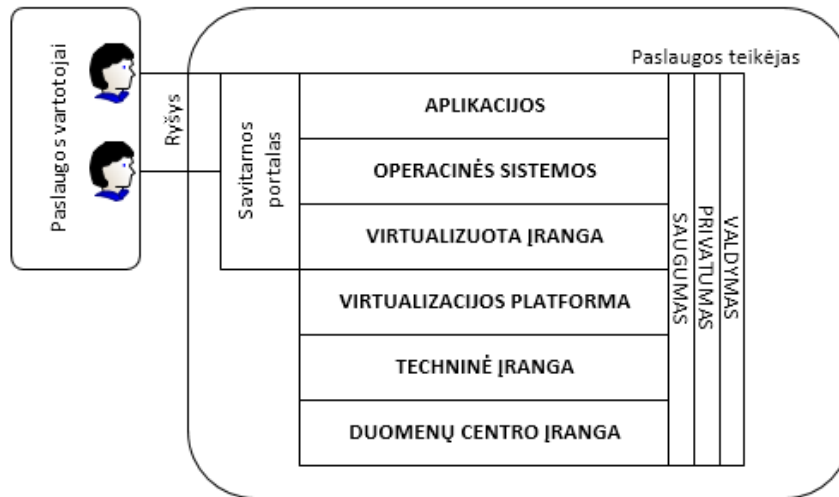 Paslaugos vartotojai
Ryšys
Paslaugos teikėjas
Savitarnos
portalas
APLIKACIJOS
OPERACINĖS SISTEMOS
VIRTUALIZUOTA ĮRANGA
VIRTUALIZACIJOS PLATFORMA
TECHNINĖ ĮRANGA
DUOMENŲ CENTRO ĮRANGA
SAUGUMAS
PRIVATUMAS
VALDYMAS